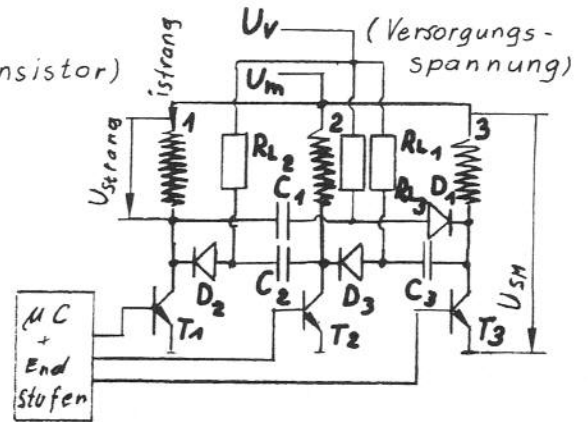 Uv (Versorgungs-
nsistor) spannung)
istrang
Um
1 2 3
Ustrang
RL2
RL1
RL3
C1 D1
D2 C2 D3 C3
USM
T1 T2 T3
µC
+
End
stufen